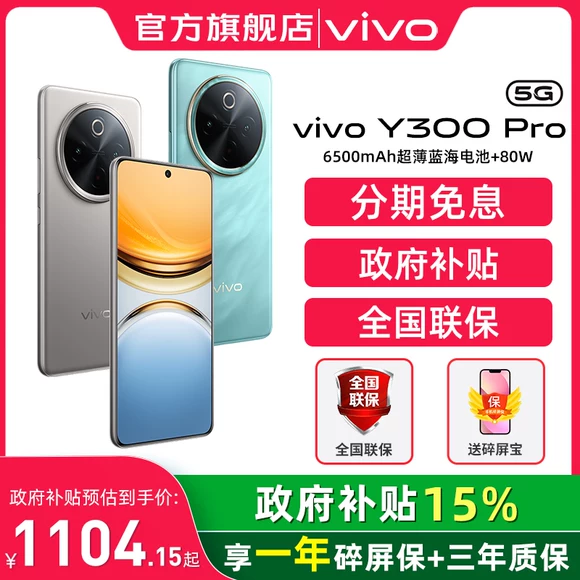 官方旗舰店 vivo
5G
vivo Y300 Pro
6500mAh超薄蓝海电池+80W
分期免息
政府补贴
全国联保
vivo
vivo
全国
联保
保
全国联保
送碎屏宝
政府补贴预估到手价:
¥1104.15起
政府补贴15%
享一年碎屏保+三年质保